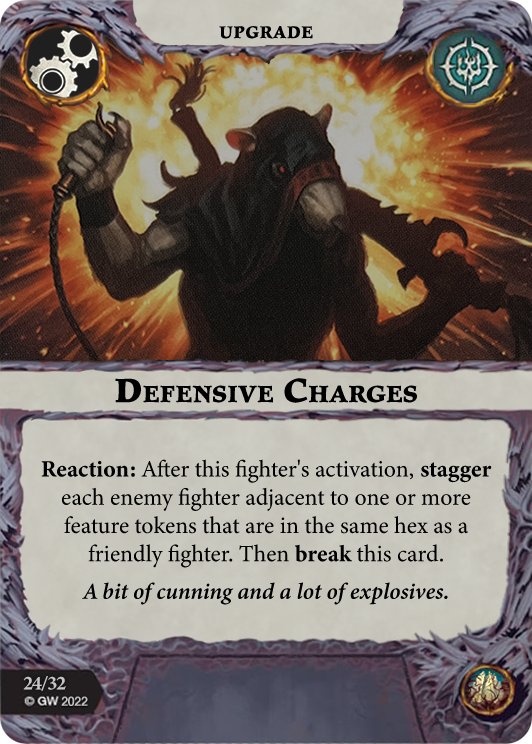 UPGRADE
DEFENSIVE CHARGES
Reaction: After this fighter's activation, stagger
each enemy fighter adjacent to one or more
feature tokens that are in the same hex as a
friendly fighter. Then break this card.
A bit of cunning and a lot of explosives.
24/32
© GW 2022